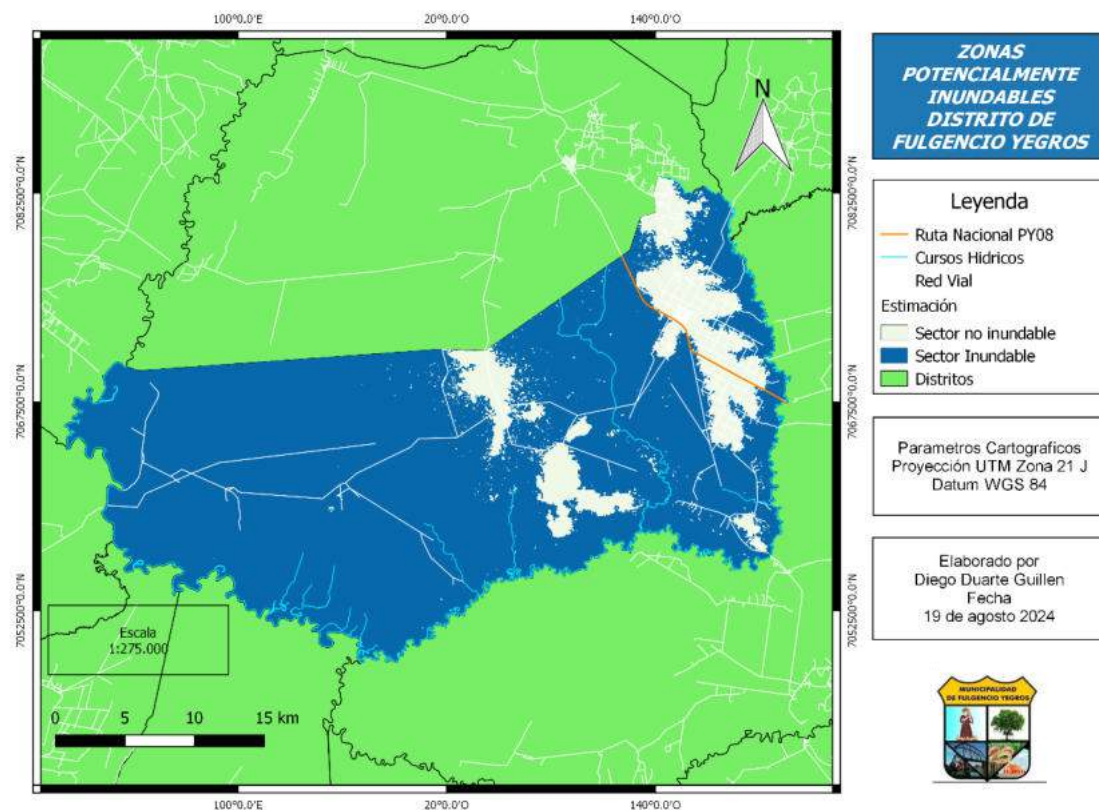 100°0.0'E
20°0.0'O
140°0.0'O
7082500°0.0'N
7067500°0.0'N
7052500°0.0'N
N
Escala
1:275.000
0
5
10
15 km
7082500°0.0'N
7067500°0.0'N
7052500°0.0'N
100°0.0'E
20°0.0'O
140°0.0'O
ZONAS
POTENCIALMENTE
INUNDABLES
DISTRITO DE
FULGENCIO YEGROS
Leyenda
Ruta Nacional PY08
Cursos Hidricos
Red Vial
Estimación
Sector no inundable
Sector Inundable
Distritos
Parametros Cartograficos
Proyección UTM Zona 21 J
Datum WGS 84
Elaborado por
Diego Duarte Guillen
Fecha
19 de agosto 2024
MUNICIPALIDAD
DE FULGENCIO YEGROS